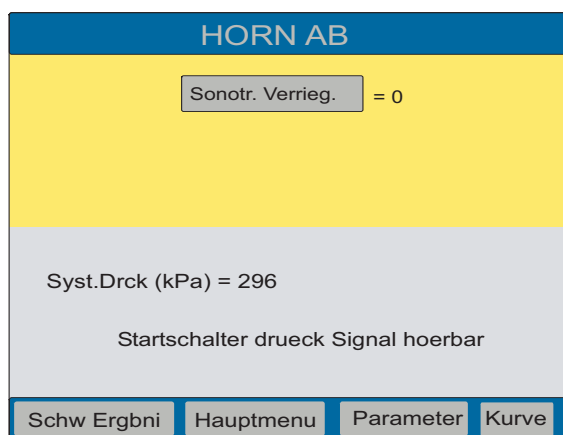 HORN AB
Sonotr. Verrieg. = 0
Syst.Drck (kPa) = 296
Startschalter drueck Signal hoerbar
Schw Ergbni Hauptmenu Parameter Kurve